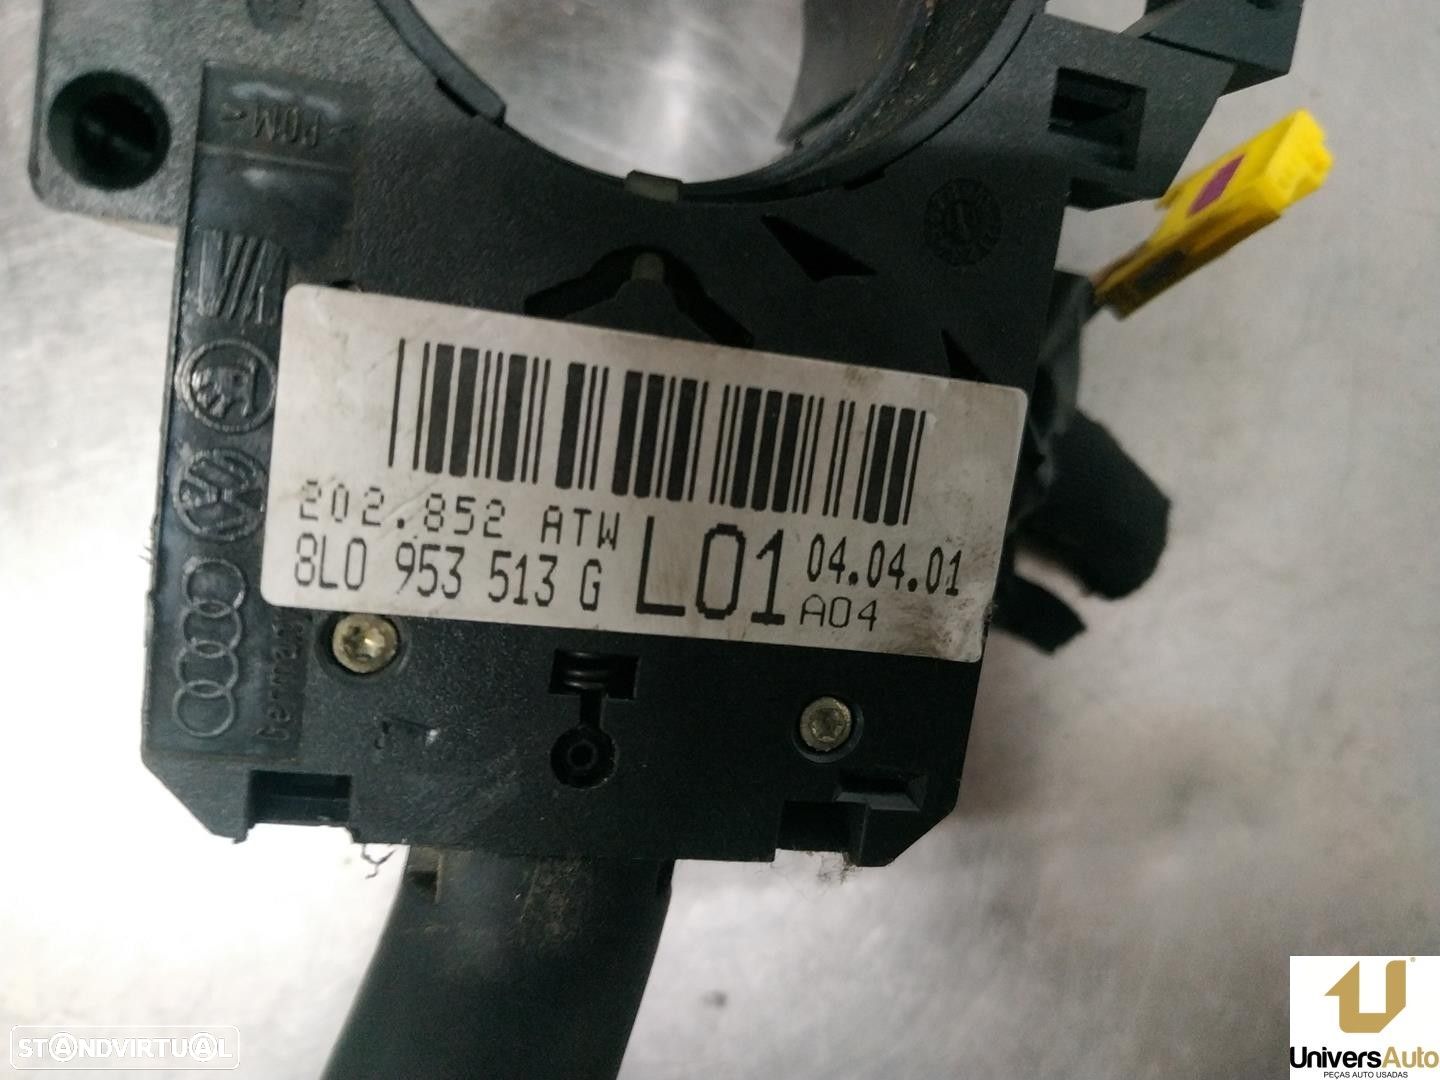 >POM<
202.852 ATW
8L0 953 513 G
L01
04.04.01
A04
Germany
STANDVIRTUAL
UniversAuto
PEÇAS AUTO USADAS